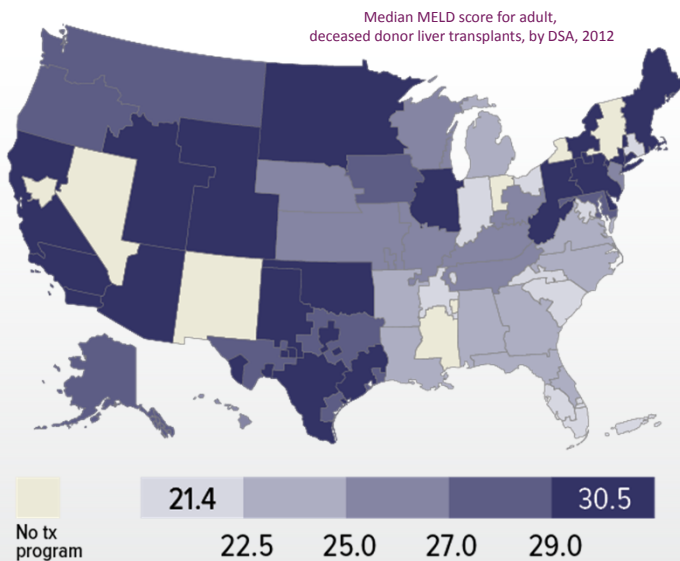 Median MELD score for adult,
deceased donor liver transplants, by DSA, 2012
21.4 30.5
No tx
program
22.5 25.0 27.0 29.0